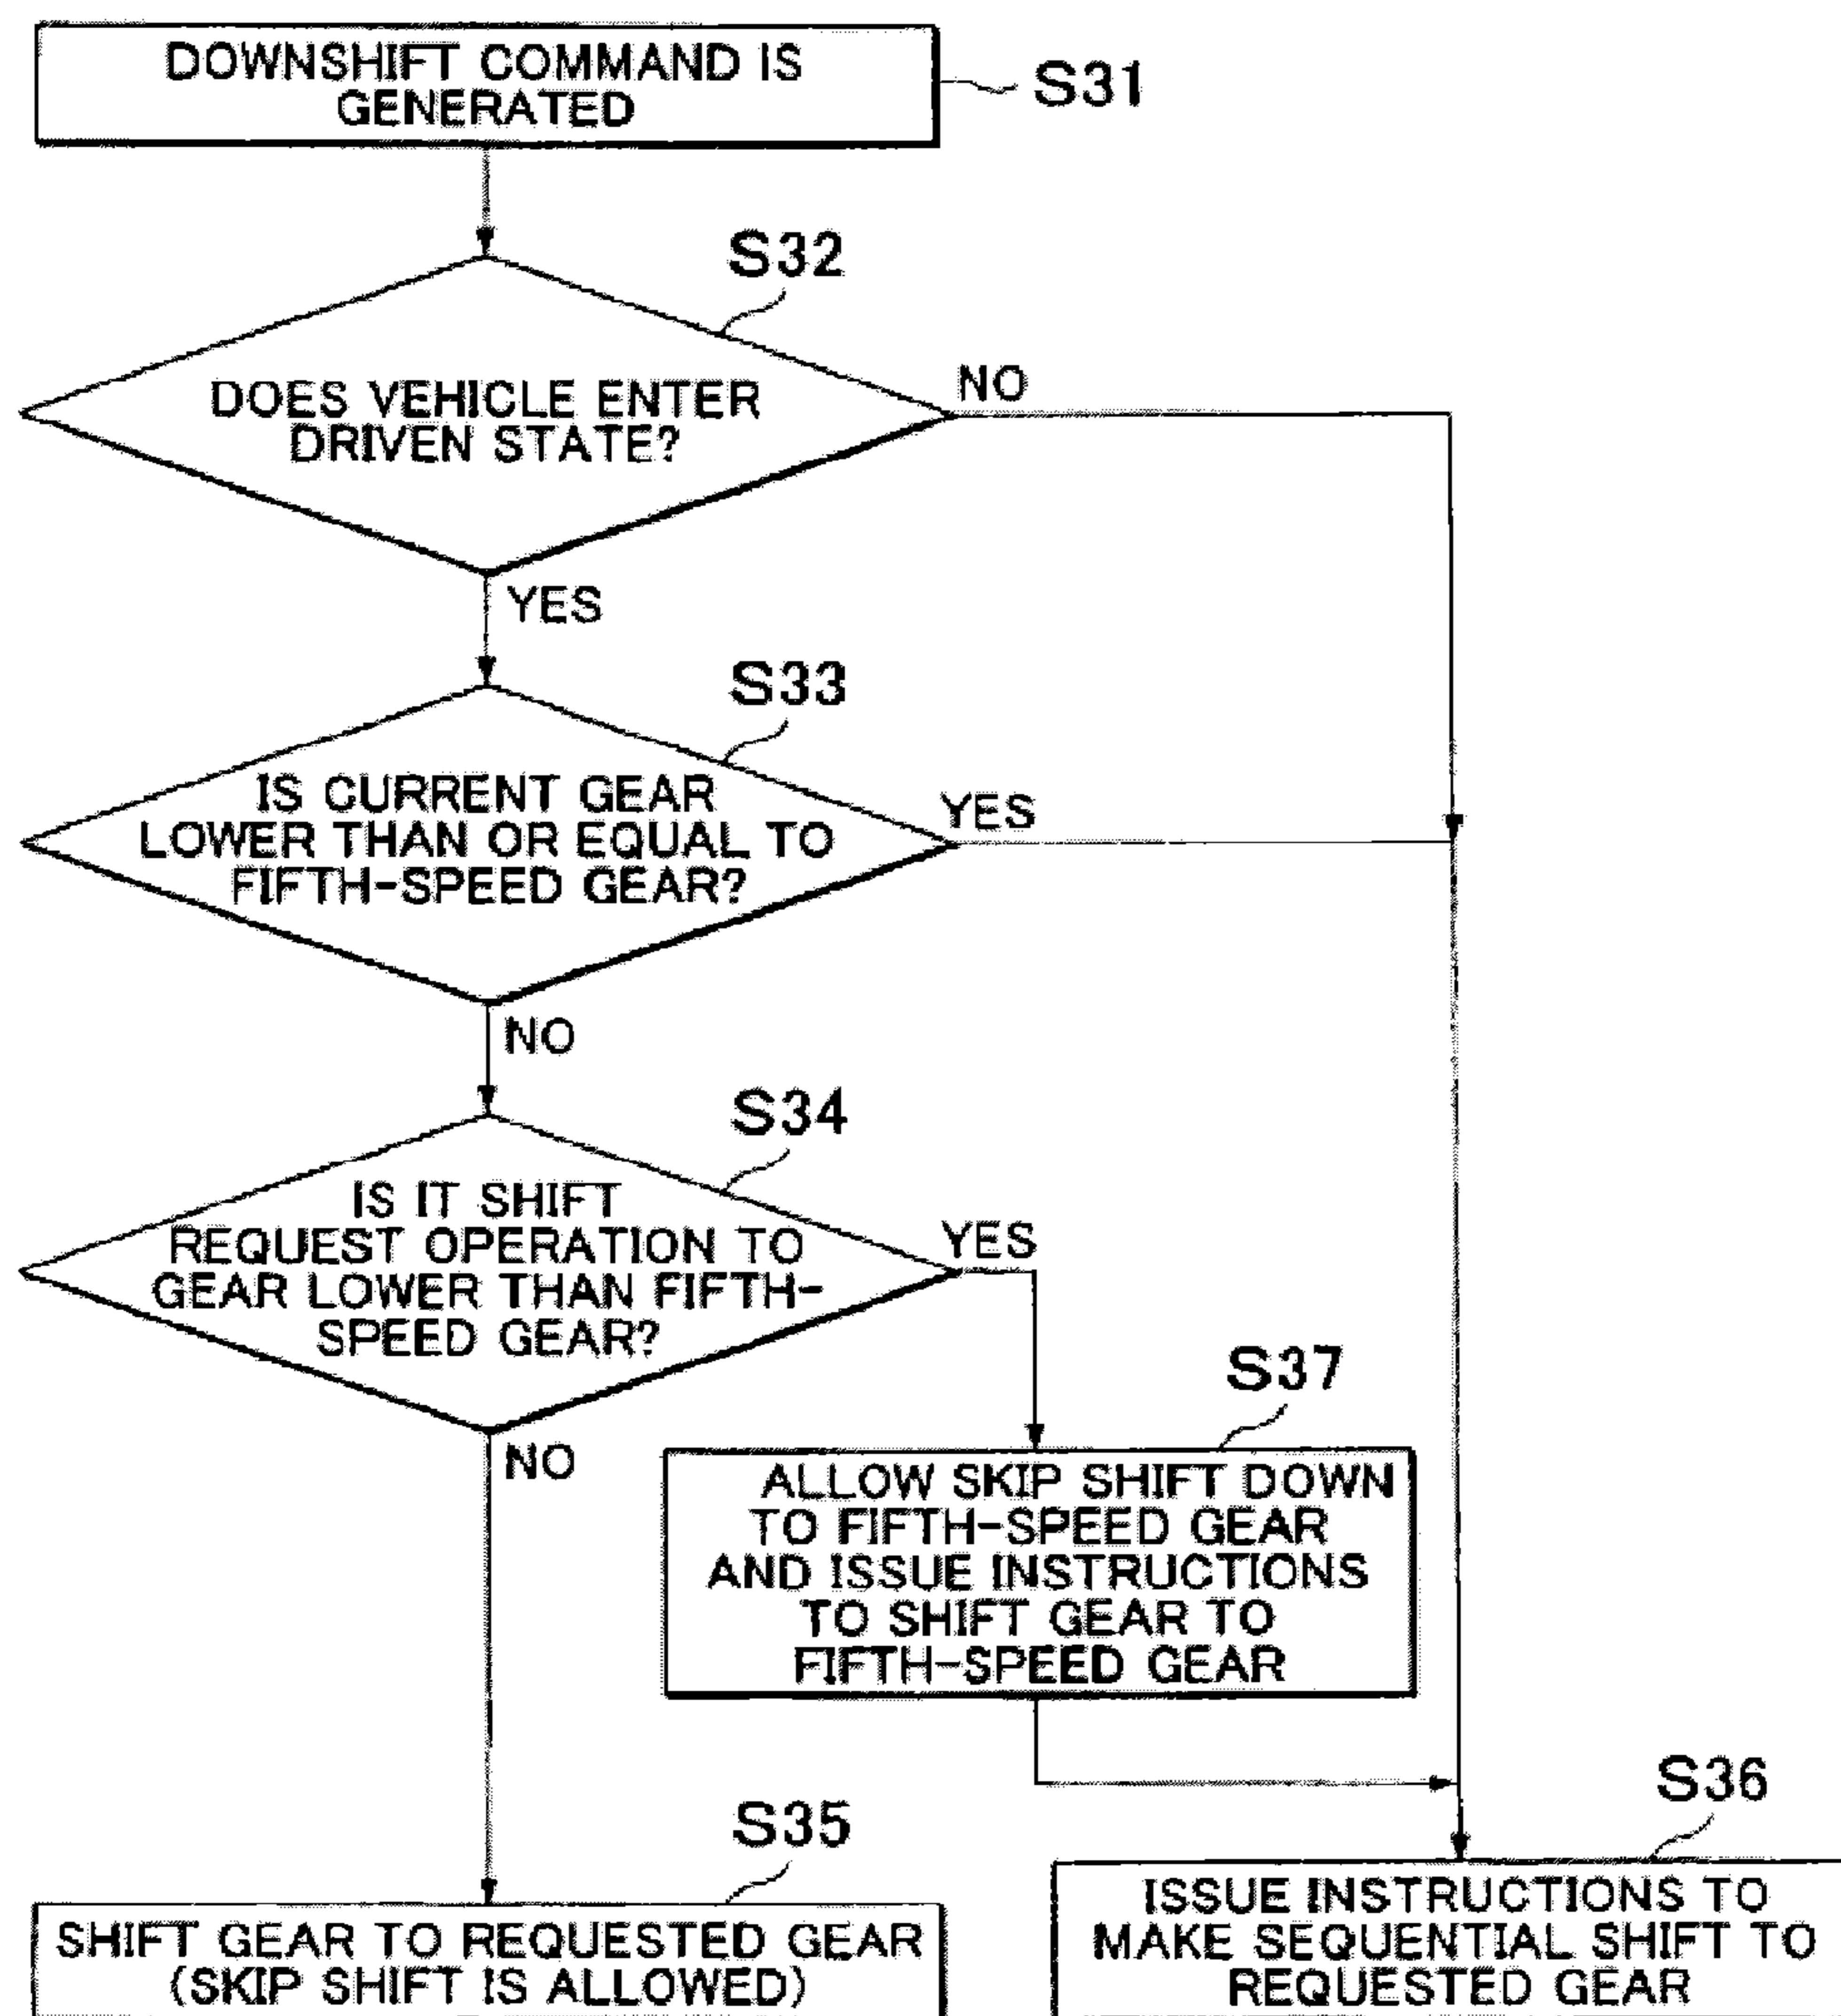 DOWNSHIFT COMMAND IS
GENERATED
S31
S32
DOES VEHICLE ENTER
DRIVEN STATE?
NO
YES
S33
IS CURRENT GEAR
LOWER THAN OR EQUAL TO
FIFTH-SPEED GEAR?
YES
NO
S34
IS IT SHIFT
REQUEST OPERATION TO
GEAR LOWER THAN FIFTH-
SPEED GEAR?
YES
NO
S37
ALLOW SKIP SHIFT DOWN
TO FIFTH-SPEED GEAR
AND ISSUE INSTRUCTIONS
TO SHIFT GEAR TO
FIFTH-SPEED GEAR
S35
SHIFT GEAR TO REQUESTED GEAR
(SKIP SHIFT IS ALLOWED)
S36
ISSUE INSTRUCTIONS TO
MAKE SEQUENTIAL SHIFT TO
REQUESTED GEAR